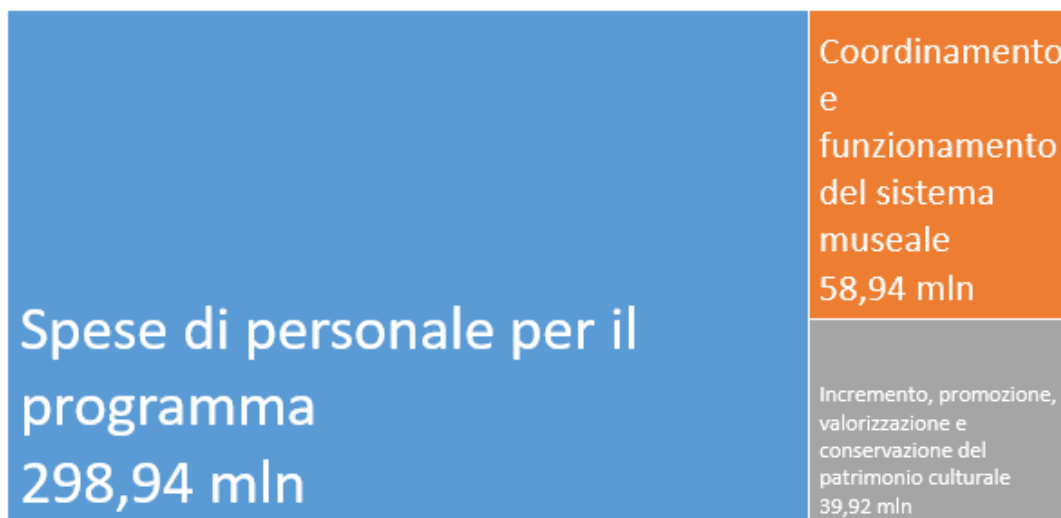 Spese di personale per il
programma
298,94 mln
Coordinamento
e
funzionamento
del sistema
museale
58,94 mln
Incremento, promozione,
valorizzazione e
conservazione del
patrimonio culturale
39,92 mln